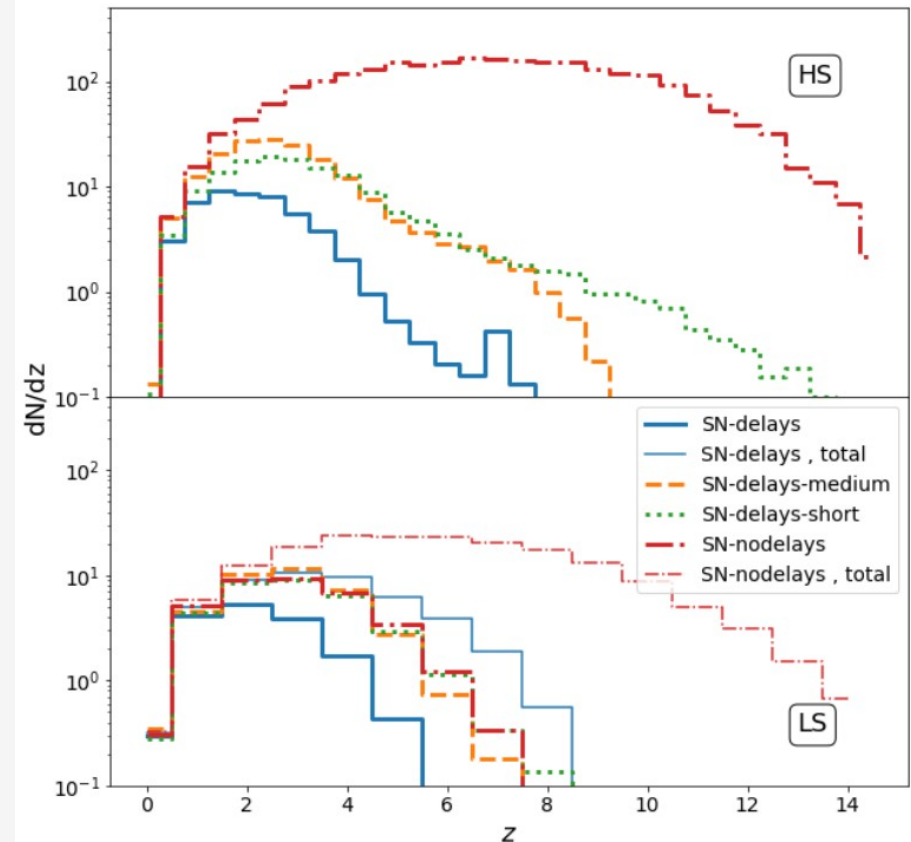 10²
10¹
10⁰
10⁻¹
HS
dN/dz
10²
10¹
10⁰
10⁻¹
SN-delays
SN-delays , total
SN-delays-medium
SN-delays-short
SN-nodelays
SN-nodelays , total
LS
0 2 4 6 8 10 12 14
z